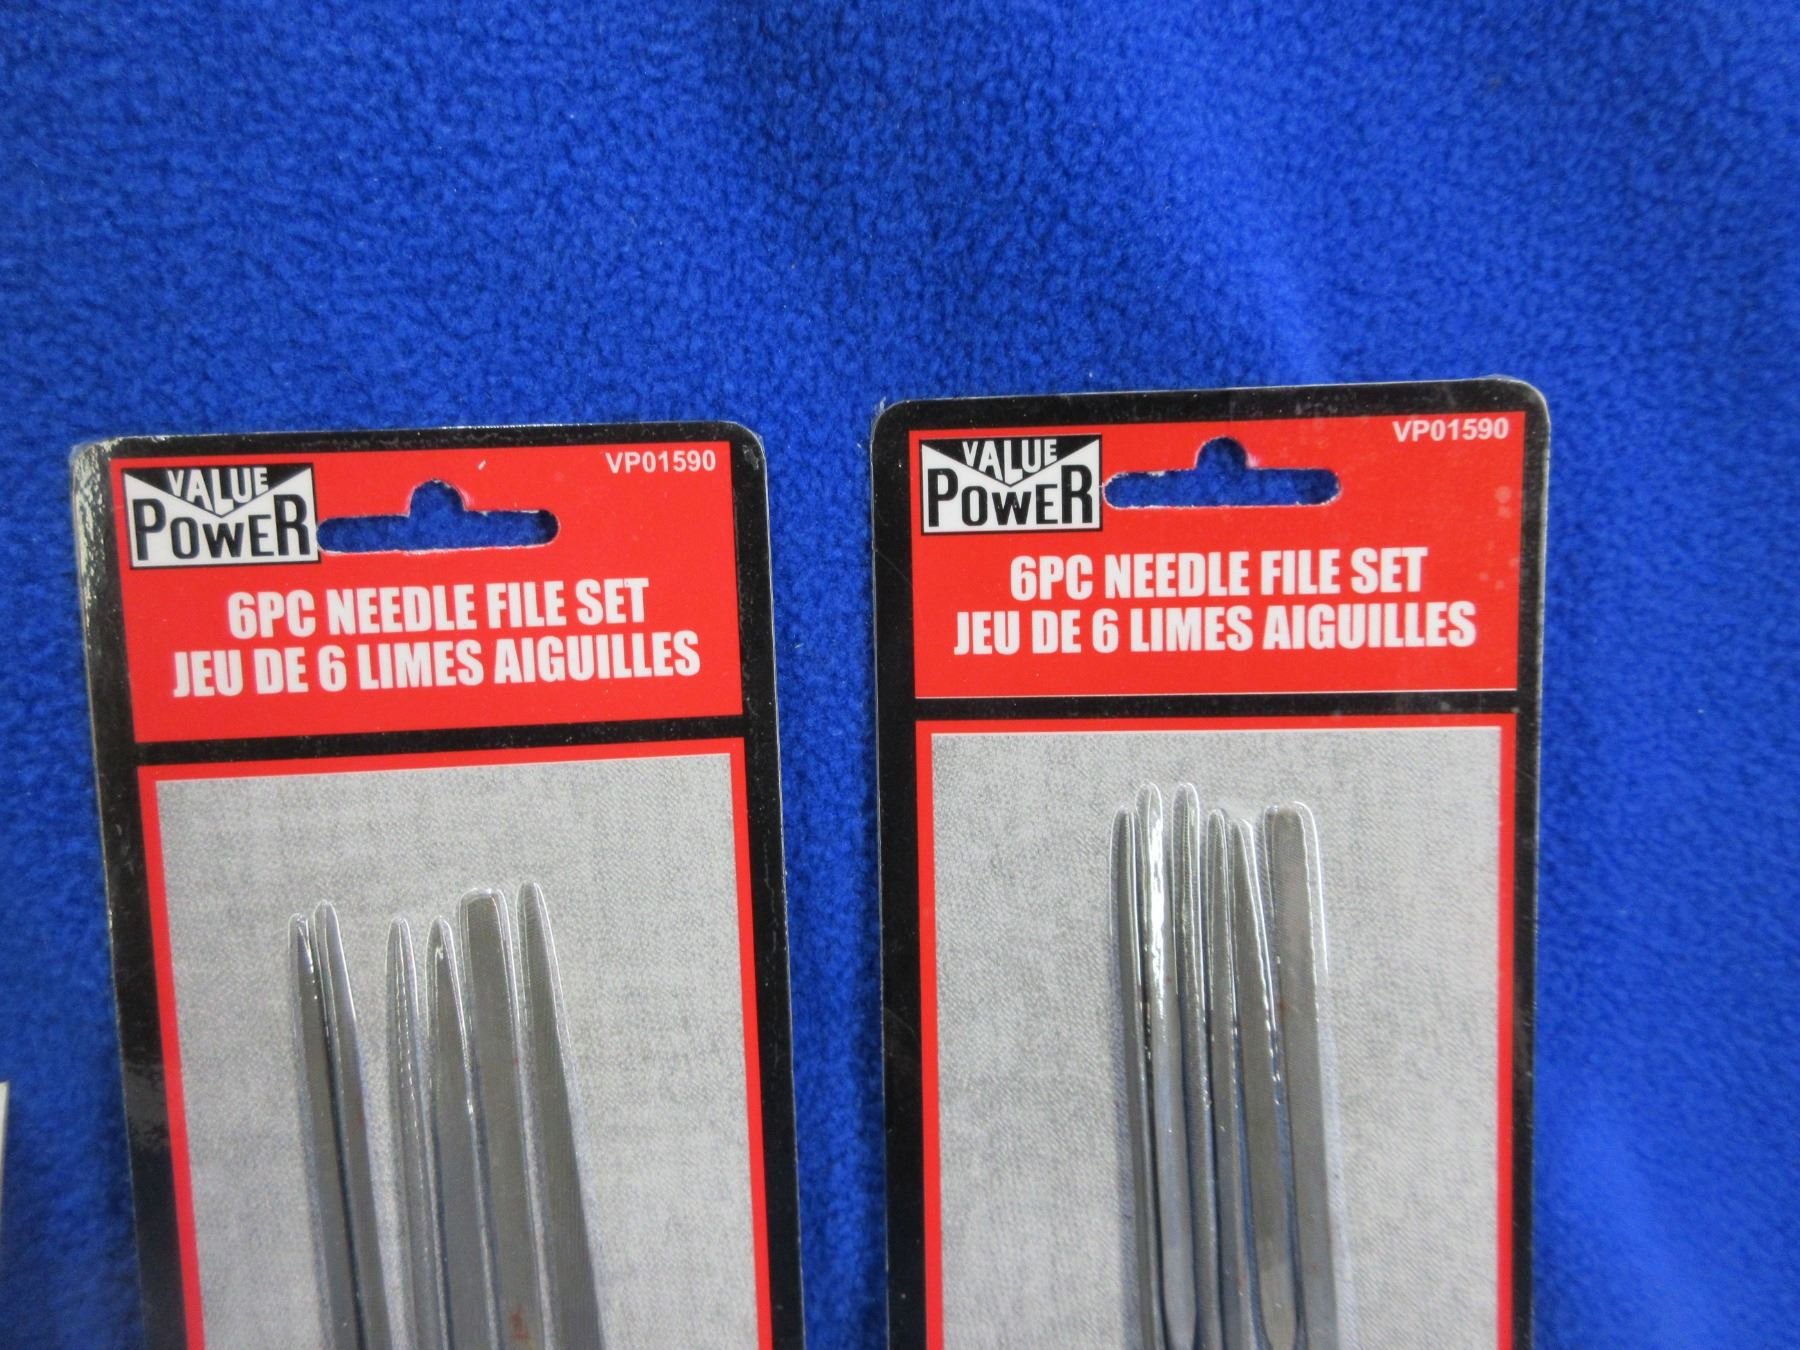 VALUE
POWER
VP01590
6PC NEEDLE FILE SET
JEU DE 6 LIMES AIGUILLES
VALUE
POWER
VP01590
6PC NEEDLE FILE SET
JEU DE 6 LIMES AIGUILLES